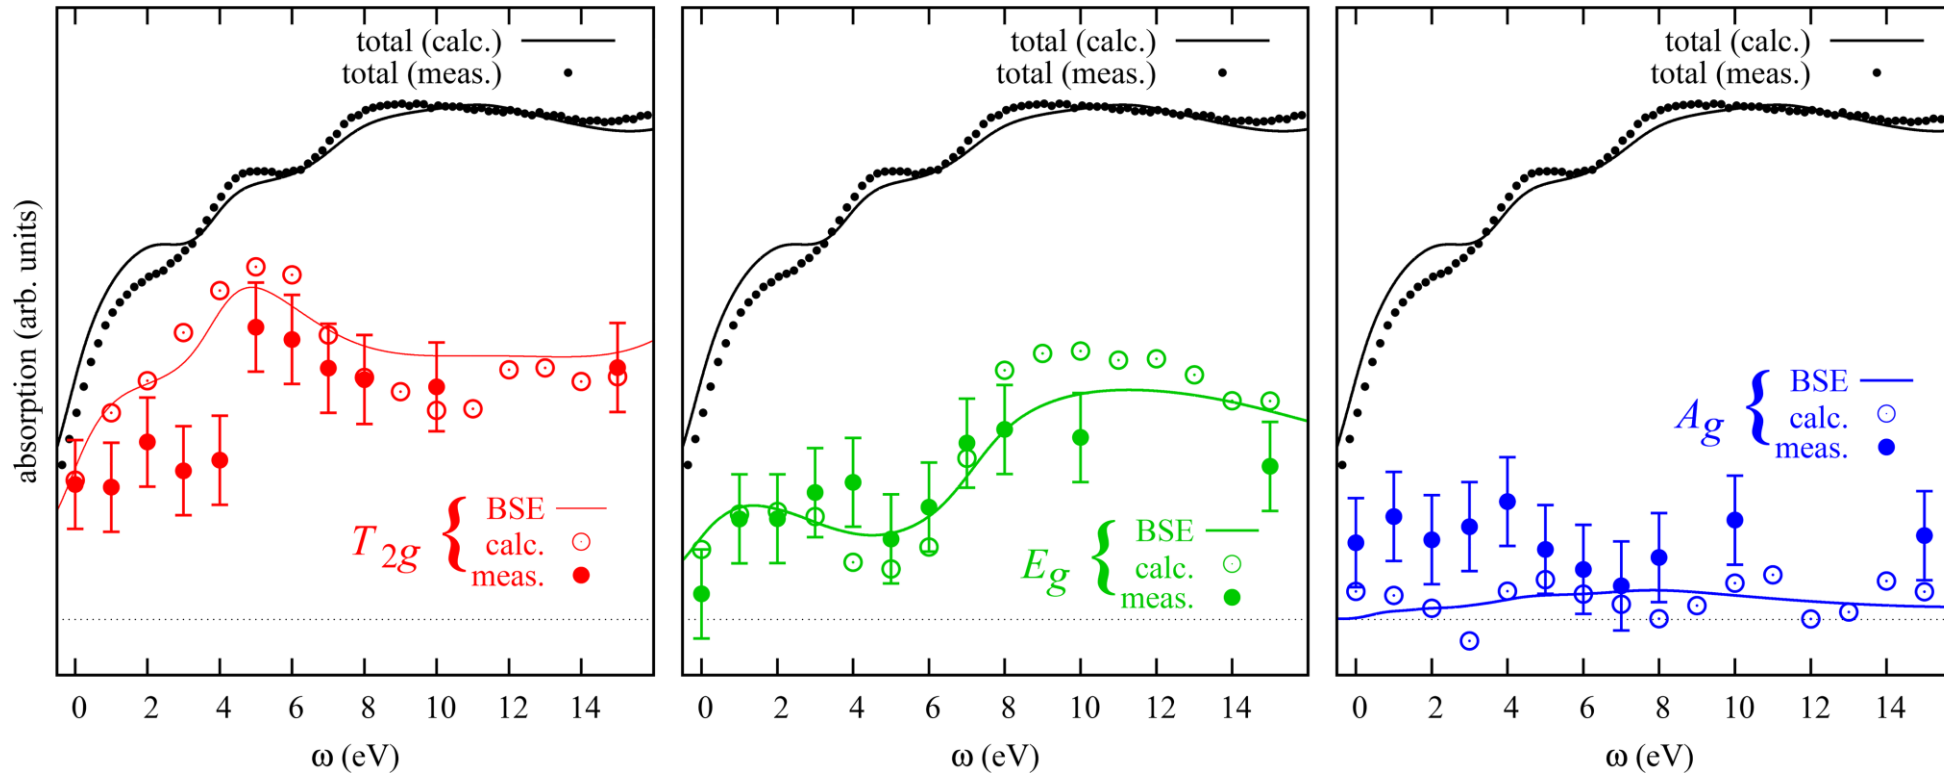 total (calc.)
total (meas.)
absorption (arb. units)
T2g { BSE
calc.
meas.
0 2 4 6 8 10 12 14
ω (eV)
total (calc.)
total (meas.)
Eg { BSE
calc.
meas.
0 2 4 6 8 10 12 14
ω (eV)
total (calc.)
total (meas.)
Ag { BSE
calc.
meas.
0 2 4 6 8 10 12 14
ω (eV)